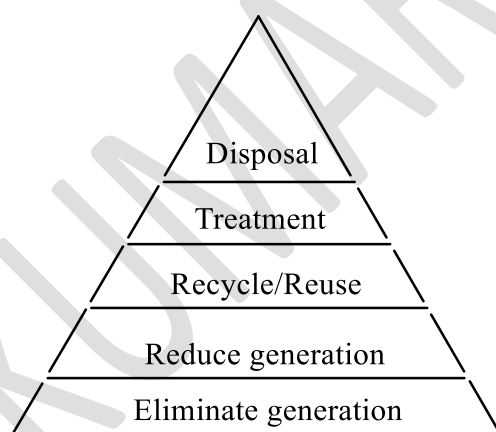 Disposal
Treatment
Recycle/Reuse
Reduce generation
Eliminate generation